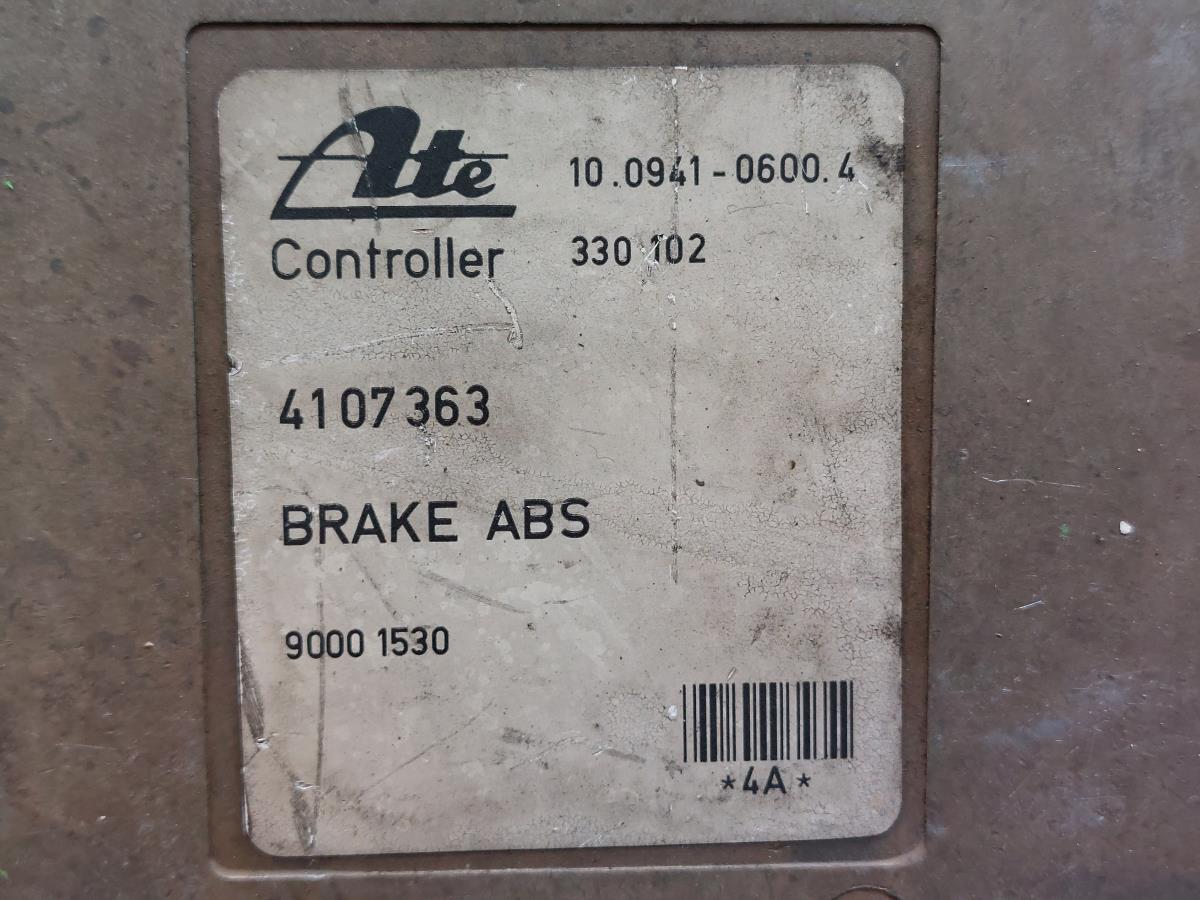 Ate 10.0941-0600.4
Controller 330 102
4107363
BRAKE ABS
9000 1530
*4A*